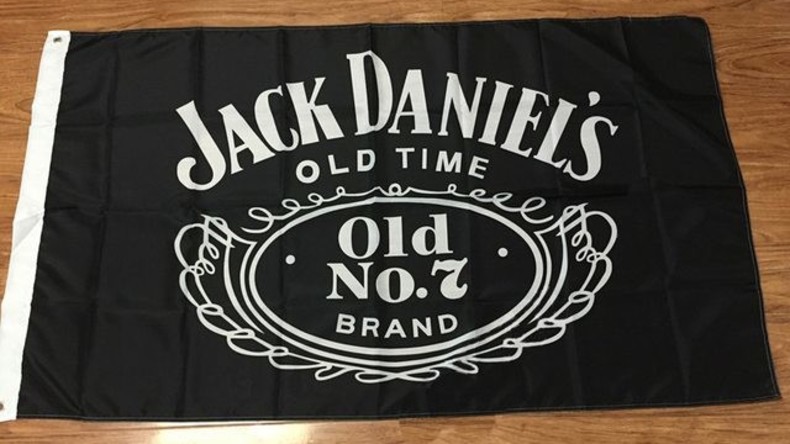 JACK DANIEL'S
OLD TIME
Old
No.7
BRAND